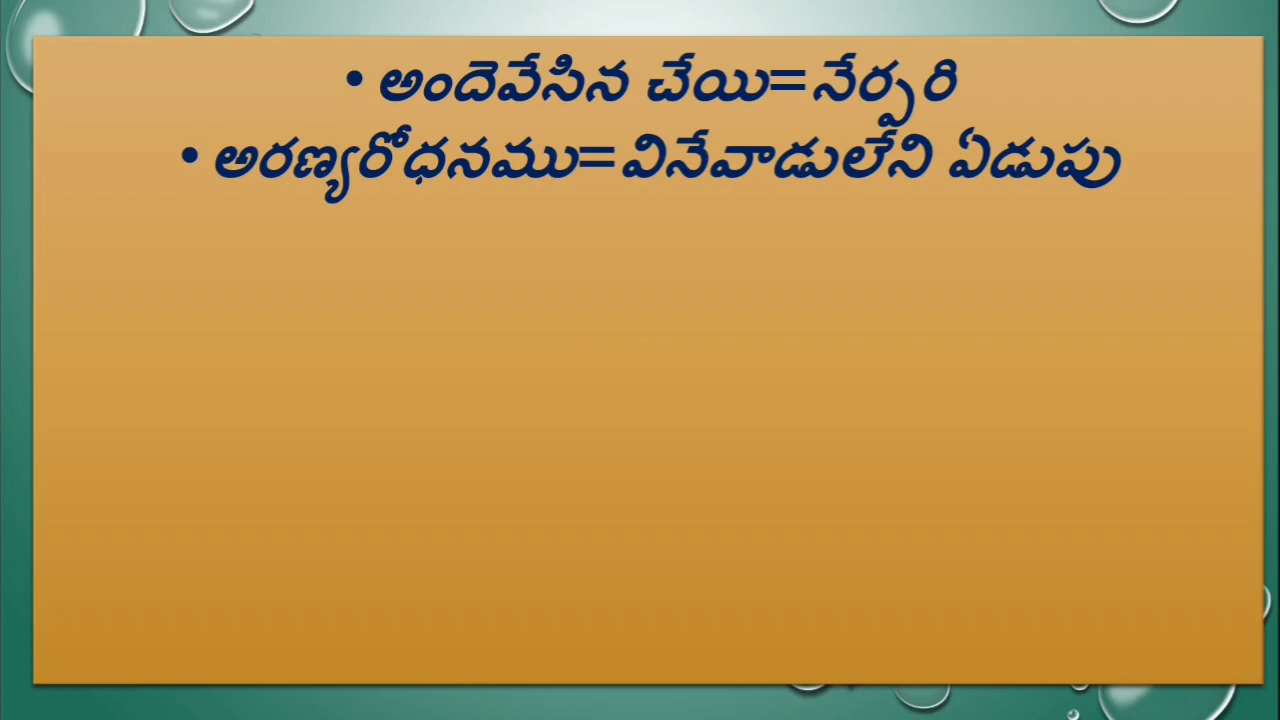 • అందెవేసిన చేయి=నేర్పరి
• అరణ్యరోధనము=వినేవాడులేని ఏడుపు